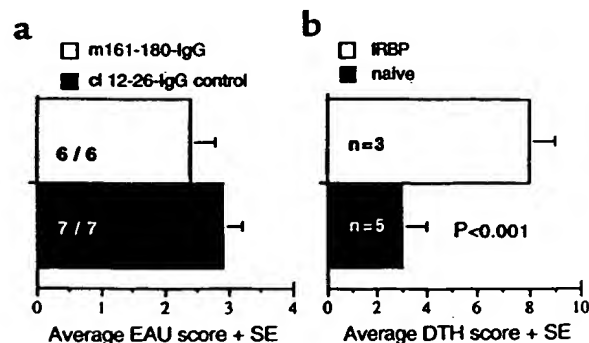 a
m161-180-IgG
cl 12-26-IgG control
6 / 6
7 / 7
0 1 2 3 4
Average EAU score + SE
b
IRBP
naive
n=3
n=5
P<0.001
0 2 4 6 8 10
Average DTH score + SE